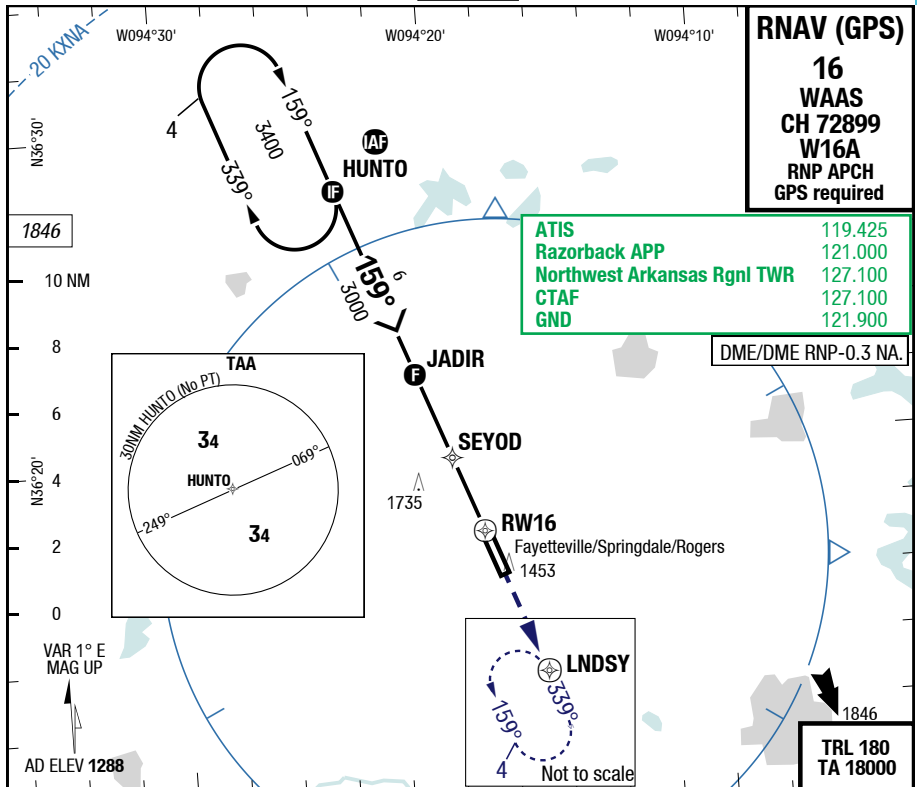 W094°30'
W094°20'
W094°10'
RNAV (GPS)
16
WAAS
CH 72899
W16A
RNP APCH
GPS required
20 KXNA
N36°30'
4
159°
3400
339°
IAF
HUNTO
IF
1846
ATIS 119.425
Razorback APP 121.000
Northwest Arkansas Rgnl TWR 127.100
CTAF 127.100
GND 121.900
DME/DME RNP-0.3 NA.
10 NM
8
6
4
2
0
159°
6
3000
F
JADIR
TAA
30NM HUNTO (No PT)
34
HUNTO
069°
249°
34
N36°20'
SEYOD
1735
RW16
Fayetteville/Springdale/Rogers
1453
LNDSY
339°
159°
4
Not to scale
VAR 1° E
MAG UP
AD ELEV 1288
1846
TRL 180
TA 18000